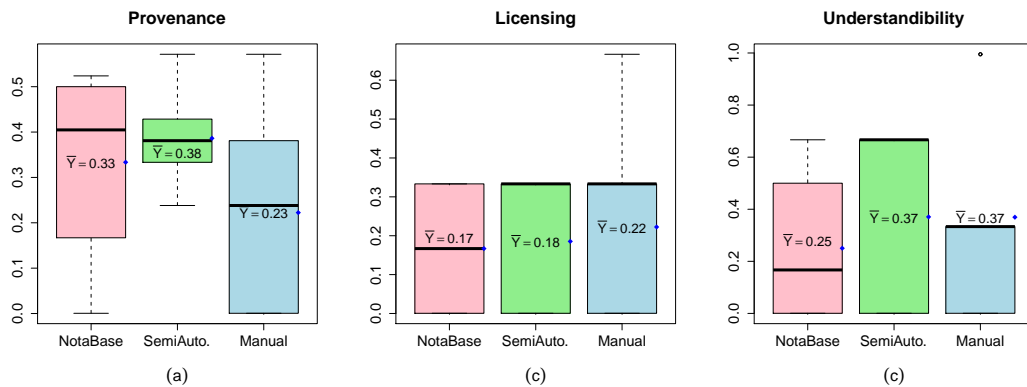 Provenance
0.0 0.1 0.2 0.3 0.4 0.5
Y̅ = 0.33
Y̅ = 0.38
Y̅ = 0.23
NotaBase SemiAuto. Manual
(a)
Licensing
0.0 0.1 0.2 0.3 0.4 0.5 0.6
Y̅ = 0.17
Y̅ = 0.18
Y̅ = 0.22
NotaBase SemiAuto. Manual
(c)
Understandibility
0.0 0.2 0.4 0.6 0.8 1.0
Y̅ = 0.25
Y̅ = 0.37
Y̅ = 0.37
NotaBase SemiAuto. Manual
(c)